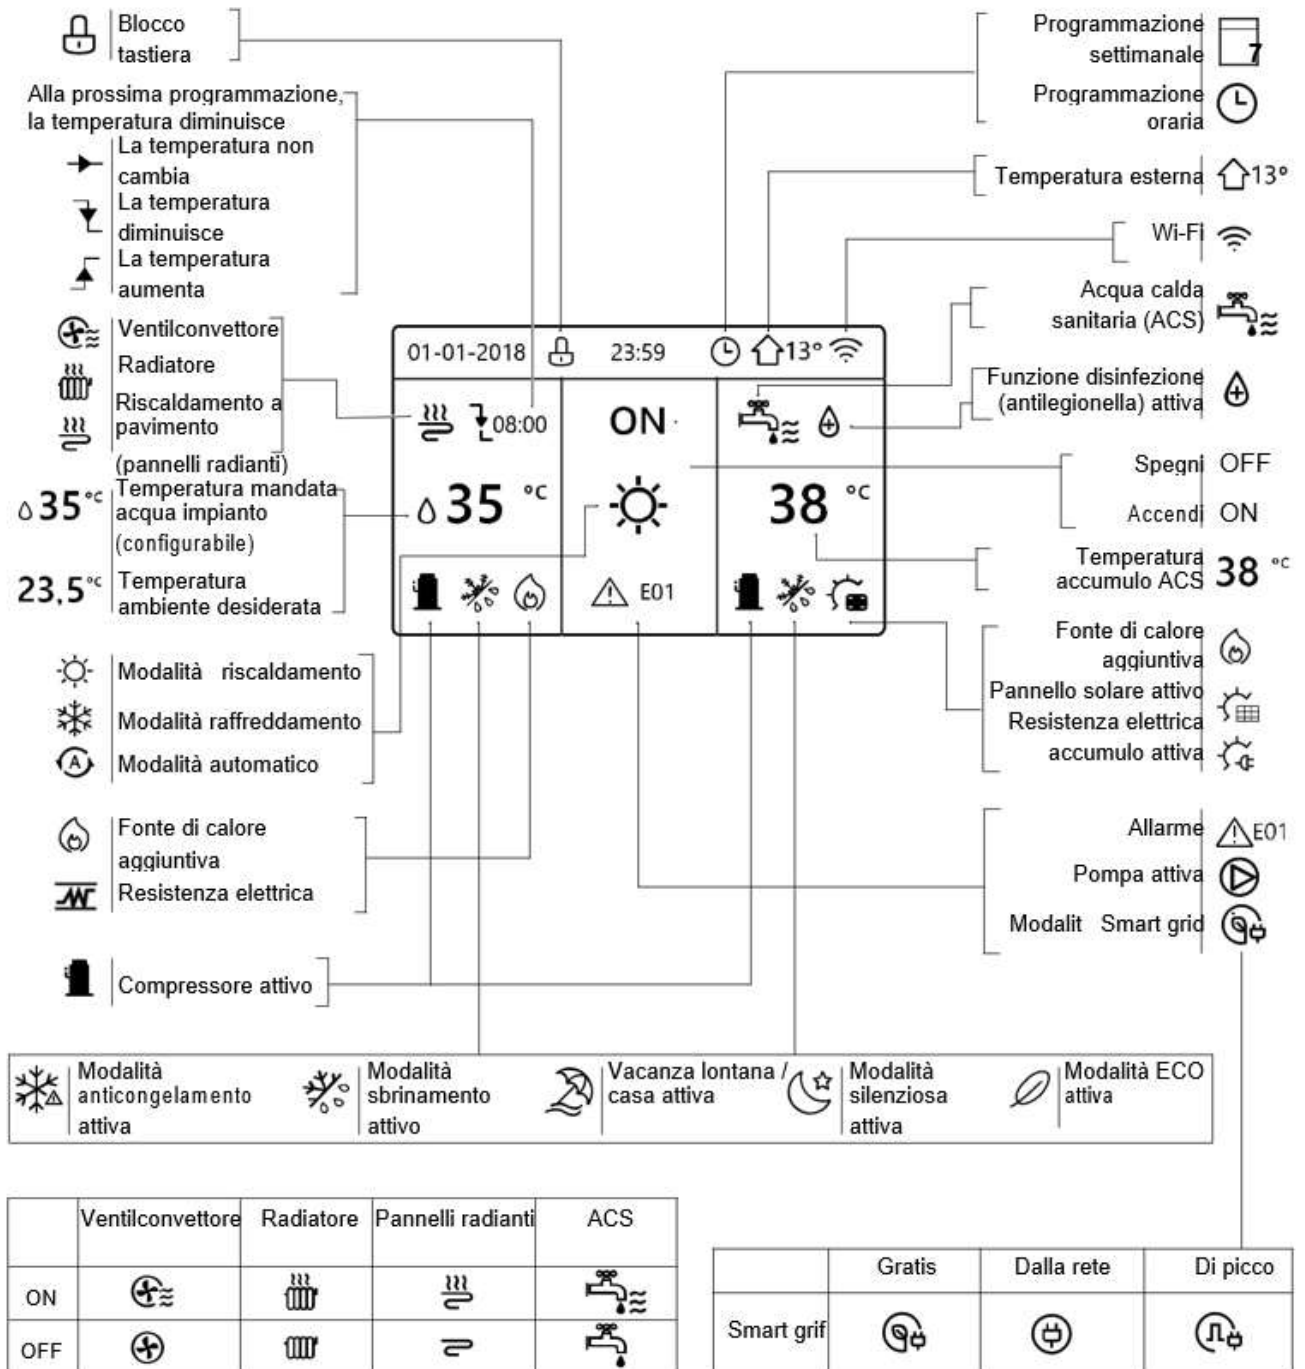 Blocco
tastiera
Alla prossima programmazione,
la temperatura diminuisce
La temperatura non
cambia
La temperatura
diminuisce
La temperatura
aumenta
Ventilconvettore
Radiatore
Riscaldamento a
pavimento
(pannelli radianti)
35 °C
Temperatura mandata
acqua impianto
(configurabile)
23,5 °C
Temperatura
ambiente desiderata
Modalità riscaldamento
Modalità raffreddamento
Modalità automatico
A
Fonte di calore
aggiuntiva
Resistenza elettrica
Compressore attivo
01-01-2018 23:59 13°
08:00 ON
35 °C 38 °C
E01
Programmazione
settimanale
7
Programmazione
oraria
Temperatura esterna 13°
Wi-Fi
Acqua calda
sanitaria (ACS)
Funzione disinfezione
(antilegionella) attiva
Spegni OFF
Accendi ON
Temperatura
accumulo ACS
38 °C
Fonte di calore
aggiuntiva
Pannello solare attivo
Resistenza elettrica
accumulo attiva
Allarme E01
Pompa attiva
Modalit Smart grid
Modalità
anticongelamento
attiva
Modalità
sbrinamento
attivo
Vacanza lontana /
casa attiva
Modalità
silenziosa
attiva
Modalità ECO
attiva
Ventilconvettore Radiatore Pannelli radianti ACS
ON
OFF
Gratis Dalla rete Di picco
Smart grif